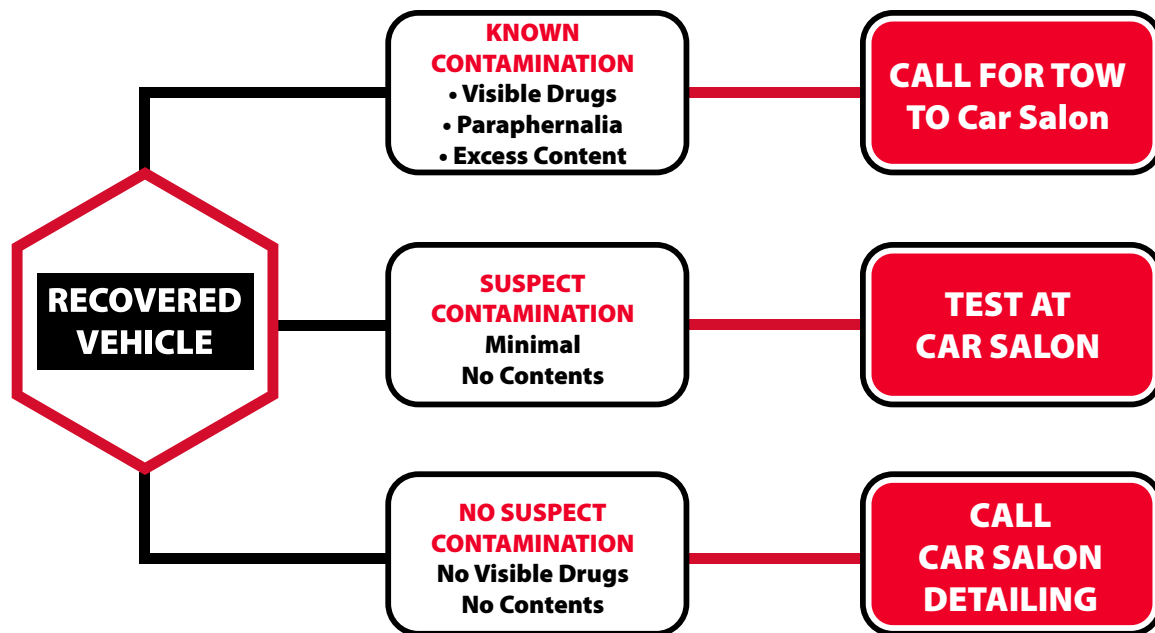 RECOVERED
VEHICLE
KNOWN
CONTAMINATION
• Visible Drugs
• Paraphernalia
• Excess Content
CALL FOR TOW
TO Car Salon
SUSPECT
CONTAMINATION
Minimal
No Contents
TEST AT
CAR SALON
NO SUSPECT
CONTAMINATION
No Visible Drugs
No Contents
CALL
CAR SALON
DETAILING